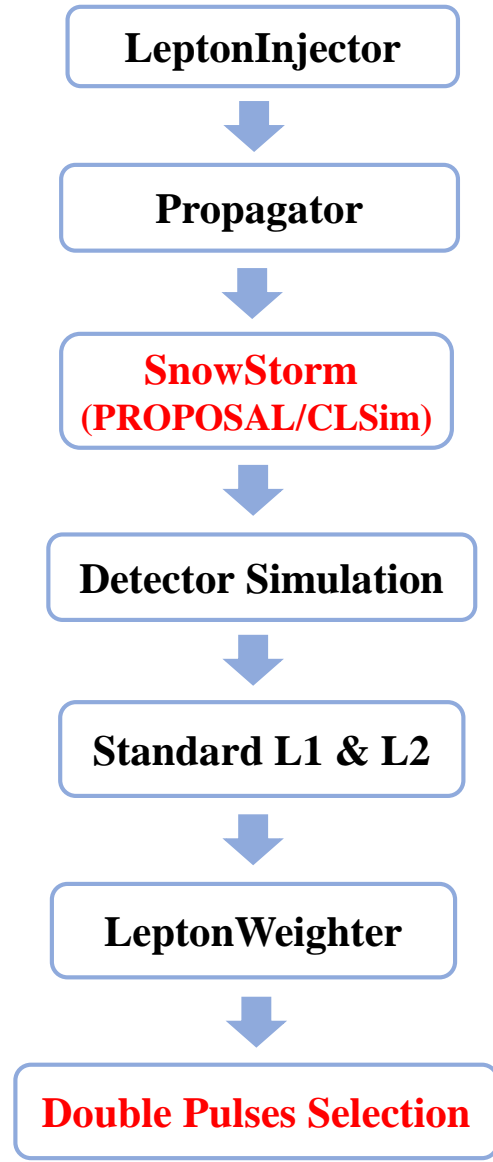 LeptonInjector
Propagator
SnowStorm
(PROPOSAL/CLSim)
Detector Simulation
Standard L1 & L2
LeptonWeighter
Double Pulses Selection